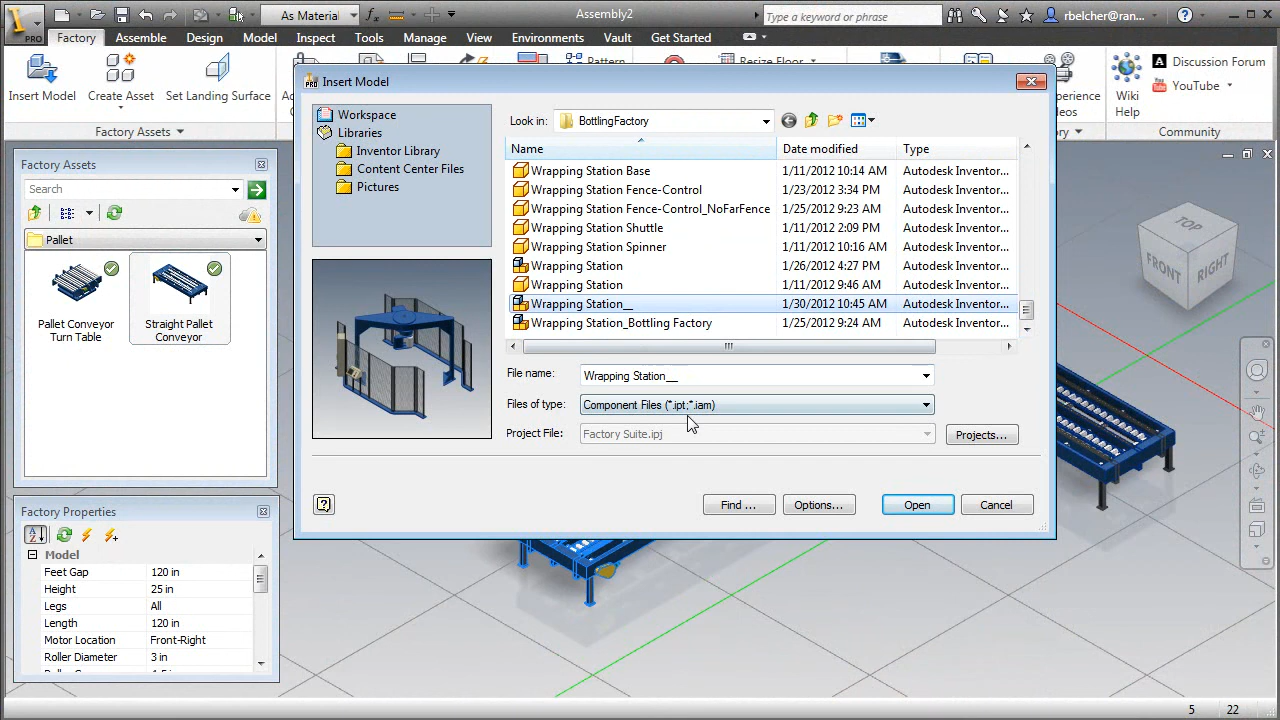 PRO
As Material
Assembly2
Type a keyword or phrase
rbelcher@ran...
Factory Assembly Design Model Inspect Tools Manage View Environments Vault Get Started
Insert Model
Create Asset
Set Landing Surface
Pattern
Resize Floor
Wiki
Help
Discussion Forum
YouTube
Factory Assets
Community
Insert Model
Workspace
Libraries
Inventor Library
Content Center Files
Pictures
Look in:
BottlingFactory
Name Date modified Type
Wrapping Station Base 1/11/2012 10:14 AM Autodesk Inventor...
Wrapping Station Fence-Control 1/23/2012 3:34 PM Autodesk Inventor...
Wrapping Station Fence-Control_NoFarFence 1/25/2012 9:23 AM Autodesk Inventor...
Wrapping Station Shuttle 1/11/2012 2:09 PM Autodesk Inventor...
Wrapping Station Spinner 1/11/2012 10:16 AM Autodesk Inventor...
Wrapping Station 1/26/2012 4:27 PM Autodesk Inventor...
Wrapping Station 1/11/2012 9:46 AM Autodesk Inventor...
Wrapping Station__ 1/30/2012 10:45 AM Autodesk Inventor...
Wrapping Station_Bottling Factory 1/25/2012 9:24 AM Autodesk Inventor...
File name: Wrapping Station__
Files of type: Component Files (*.ipt;*.iam)
Project File: Factory Suite.ipj
Projects...
Find ...
Options...
Open
Cancel
Factory Assets
Search
Pallet
Pallet Conveyor
Turn Table
Straight Pallet
Conveyor
Factory Properties
Model
Feet Gap 120 in
Height 25 in
Legs All
Length 120 in
Motor Location Front-Right
Roller Diameter 3 in
TOP
FRONT
RIGHT
5 22